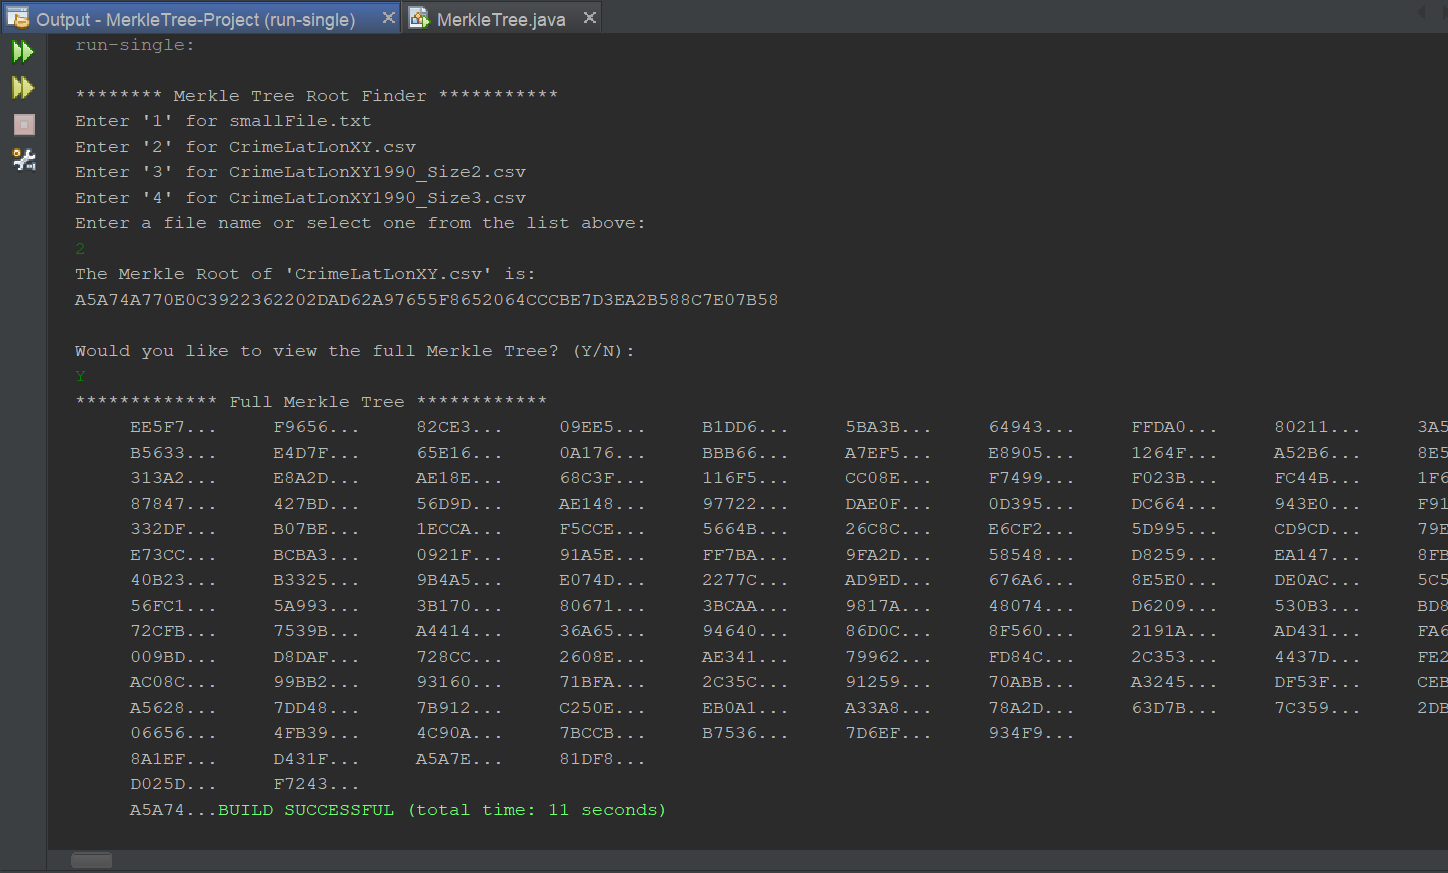 Output - MerkleTree-Project (run-single) MerkleTree.java
run-single:
******** Merkle Tree Root Finder ***********
Enter '1' for smallFile.txt
Enter '2' for CrimeLatLonXY.csv
Enter '3' for CrimeLatLonXY1990_Size2.csv
Enter '4' for CrimeLatLonXY1990_Size3.csv
Enter a file name or select one from the list above:
2
The Merkle Root of 'CrimeLatLonXY.csv' is:
A5A74A770E0C3922362202DAD62A97655F8652064CCCBE7D3EA2B588C7E07B58
Would you like to view the full Merkle Tree? (Y/N):
Y
************* Full Merkle Tree ************
EE5F7... F9656... 82CE3... 09EE5... B1DD6... 5BA3B... 64943... FFDA0... 80211... 3A5
B5633... E4D7F... 65E16... 0A176... BBB66... A7EF5... E8905... 1264F... A52B6... 8E5
313A2... E8A2D... AE18E... 68C3F... 116F5... CC08E... F7499... F023B... FC44B... 1F6
87847... 427BD... 56D9D... AE148... 97722... DAE0F... 0D395... DC664... 943E0... F91
332DF... B07BE... 1ECCA... F5CCE... 5664B... 26C8C... E6CF2... 5D995... CD9CD... 79E
E73CC... BCBA3... 0921F... 91A5E... FF7BA... 9FA2D... 58548... D8259... EA147... 8FB
40B23... B3325... 9B4A5... E074D... 2277C... AD9ED... 676A6... 8E5E0... DE0AC... 5C5
56FC1... 5A993... 3B170... 80671... 3BCAA... 9817A... 48074... D6209... 530B3... BD8
72CFB... 7539B... A4414... 36A65... 94640... 86D0C... 8F560... 2191A... AD431... FA6
009BD... D8DAF... 728CC... 2608E... AE341... 79962... FD84C... 2C353... 4437D... FE2
AC08C... 99BB2... 93160... 71BFA... 2C35C... 91259... 70ABB... A3245... DF53F... CEB
A5628... 7DD48... 7B912... C250E... EB0A1... A33A8... 78A2D... 63D7B... 7C359... 2DB
06656... 4FB39... 4C90A... 7BCCB... B7536... 7D6EF... 934F9...
8A1EF... D431F... A5A7E... 81DF8...
D025D... F7243...
A5A74...BUILD SUCCESSFUL (total time: 11 seconds)